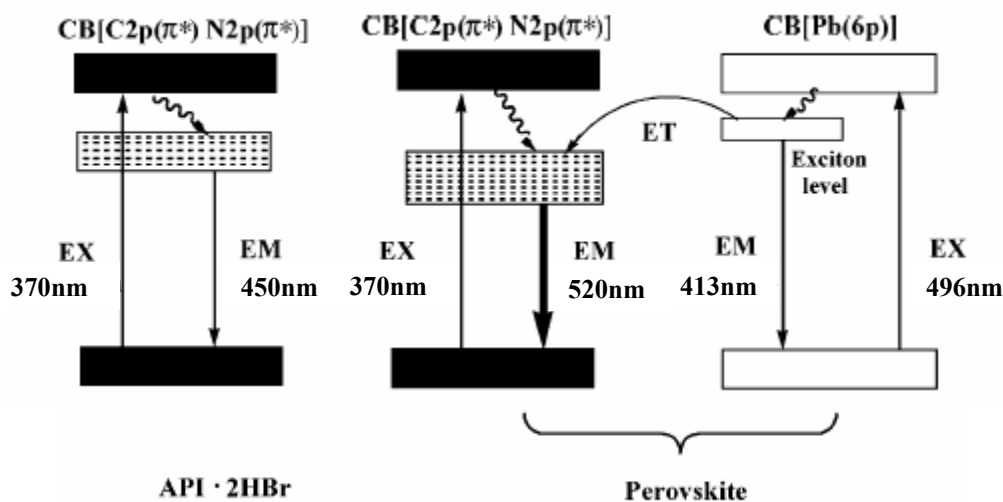 CB[C2p(π*) N2p(π*)]
CB[C2p(π*) N2p(π*)]
CB[Pb(6p)]
ET
Exciton
level
EX
370nm
EM
450nm
EX
370nm
EM
520nm
EM
413nm
EX
496nm
API · 2HBr
Perovskite